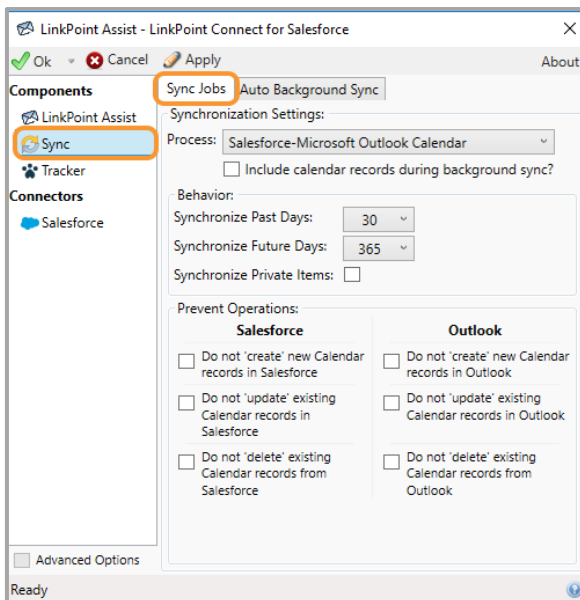 LinkPoint Assist - LinkPoint Connect for Salesforce
Ok
Cancel
Apply
About
Components
LinkPoint Assist
Sync
Tracker
Connectors
Salesforce
Sync Jobs
Auto Background Sync
Synchronization Settings:
Process: Salesforce-Microsoft Outlook Calendar
Include calendar records during background sync?
Behavior:
Synchronize Past Days: 30
Synchronize Future Days: 365
Synchronize Private Items:
Prevent Operations:
Salesforce
Do not 'create' new Calendar
records in Salesforce
Do not 'update' existing
Calendar records in
Salesforce
Do not 'delete' existing
Calendar records from
Salesforce
Outlook
Do not 'create' new Calendar
records in Outlook
Do not 'update' existing
Calendar records in Outlook
Do not 'delete' existing
Calendar records from
Outlook
Advanced Options
Ready